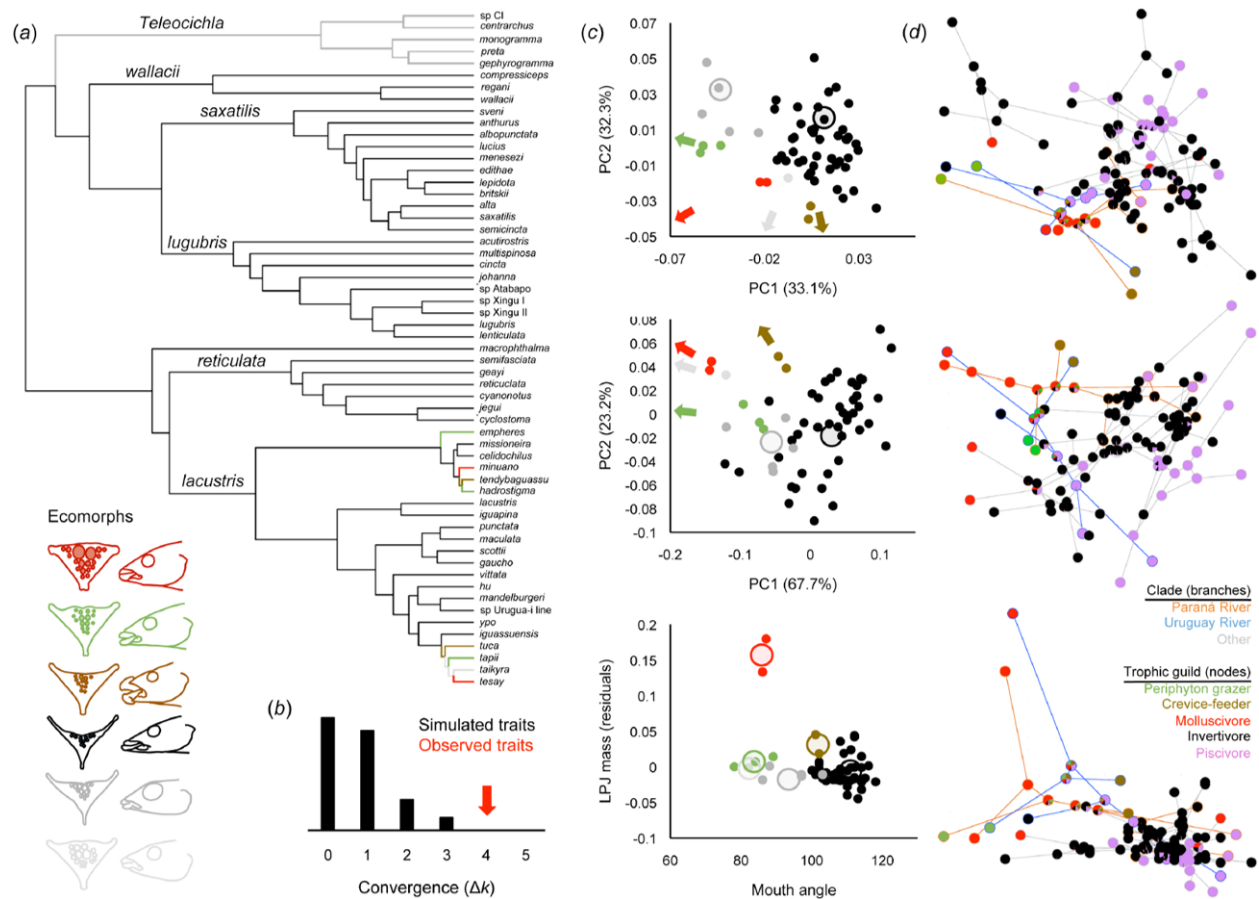 (a)
Teleocichla
wallacii
saxatilis
lugubris
reticulata
lacustris
sp CI
centrarchus
monogramma
preta
gephyrogramma
compressiceps
regani
wallacii
sveni
anthurus
albopunctata
lucius
menesezi
edithae
lepidota
britskii
alta
saxatilis
semicincta
acutirostris
multispinosa
cincta
johanna
sp Atabapo
sp Xingu I
sp Xingu II
lugubris
lenticulata
macrophthalma
semifasciata
geayi
reticuclata
cyanonotus
jegui
cyclostoma
empheres
missioneira
celidochilus
minuano
tendybaguassu
hadrostigma
lacustris
iguapina
punctata
maculata
scottii
gaucho
vittata
hu
mandelburgeri
sp Urugua-i line
ypo
iguassuensis
tuca
tapii
taikyra
tesay
Ecomorphs
(b)
Simulated traits
Observed traits
0 1 2 3 4 5
Convergence (Δk)
(c)
0.07
0.05
0.03
0.01
-0.01
-0.03
-0.05
PC2 (32.3%)
-0.07 -0.02 0.03
PC1 (33.1%)
0.08
0.06
0.04
0.02
0
-0.02
-0.04
-0.06
-0.08
-0.1
PC2 (23.2%)
-0.2 -0.1 0 0.1
PC1 (67.7%)
0.2
0.15
0.1
0.05
0
-0.05
-0.1
LPJ mass (residuals)
60 80 100 120
Mouth angle
(d)
Clade (branches)
Paraná River
Uruguay River
Other
Trophic guild (nodes)
Periphyton grazer
Crevice-feeder
Molluscivore
Invertivore
Piscivore